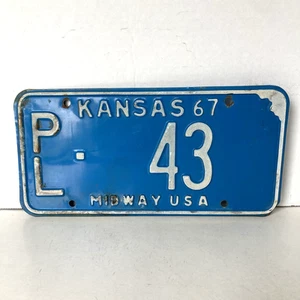 KANSAS 67
PL 43
MIDWAY USA